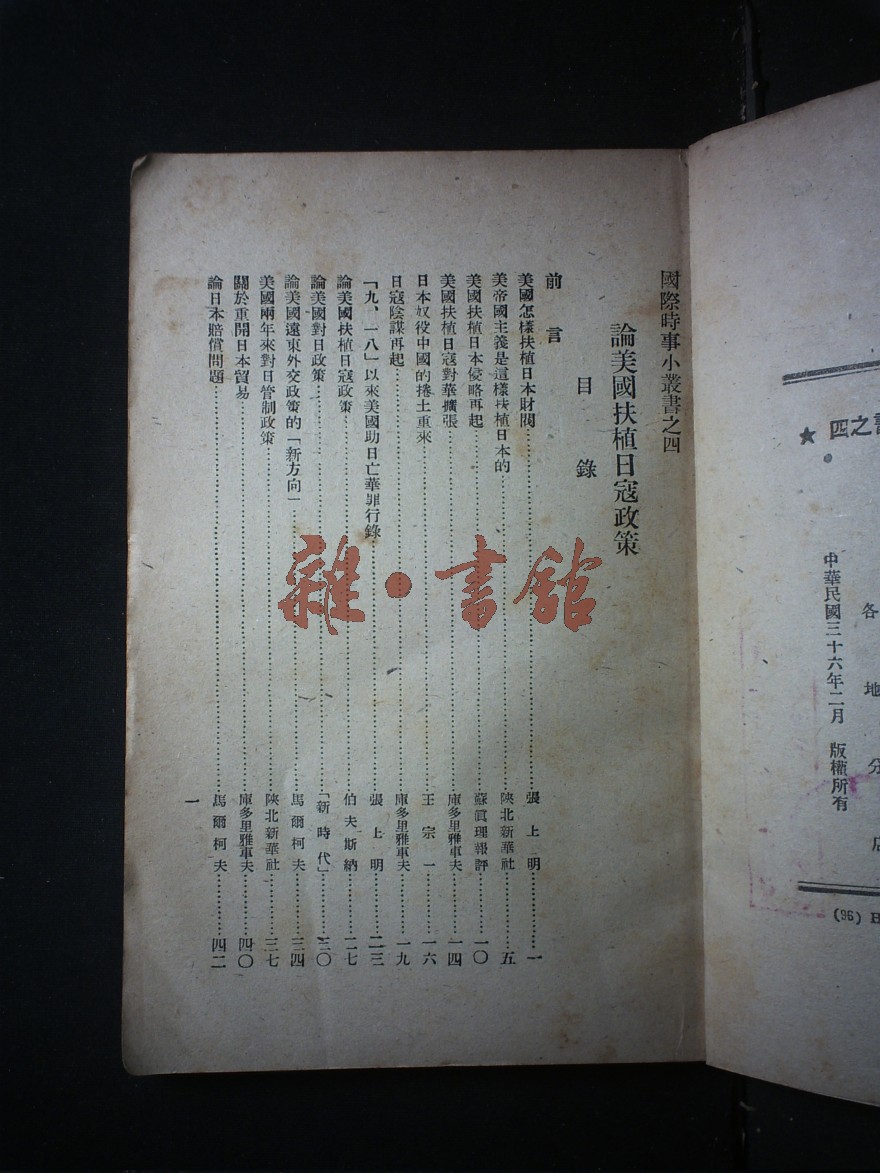 國際時事小叢書之四
論美國扶植日寇政策
目錄
前言
美國怎樣扶植日本財閥……張上明……一
美帝國主義是這樣扶植日本的……陝北新華社……五
美國扶植日本侵略再起……蘇眞理報評……一〇
美國扶植日寇對華擴張……庫多里雅車夫……一四
日本奴役中國的捲土重來……王宗一……一六
日寇陰謀再起……庫多里雅車夫……一九
「九、一八」以來美國助日亡華罪行錄……張上明……二三
論美國扶植日寇政策……伯夫斯納……二七
論美國對日政策……「新時代」……三〇
論美國遠東外交政策的「新方向」……馬爾柯夫……三四
美國兩年來對日管制政策……陝北新華社……三七
關於重開日本貿易……庫多里雅車夫……四〇
論日本賠償問題……馬爾柯夫……四二
一
雜·書館
四之
★
中華民國三十六年二月 版權所有
各地分店
(96)